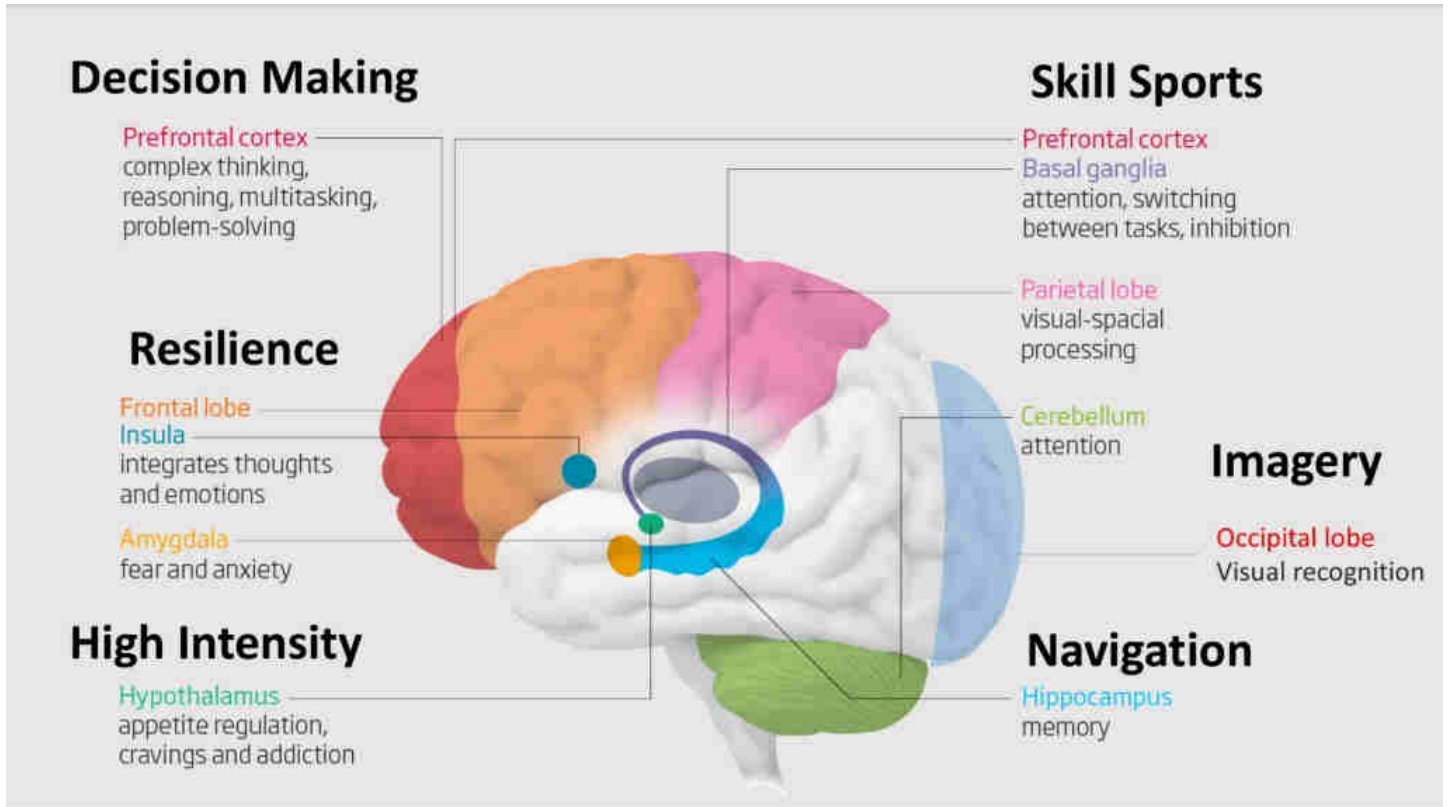 Decision Making
Prefrontal cortex
complex thinking,
reasoning, multitasking,
problem-solving
Resilience
Frontal lobe
Insula
integrates thoughts
and emotions
Amygdala
fear and anxiety
High Intensity
Hypothalamus
appetite regulation,
cravings and addiction
Skill Sports
Prefrontal cortex
Basal ganglia
attention, switching
between tasks, inhibition
Parietal lobe
visual-spacial
processing
Cerebellum
attention
Imagery
Occipital lobe
Visual recognition
Navigation
Hippocampus
memory